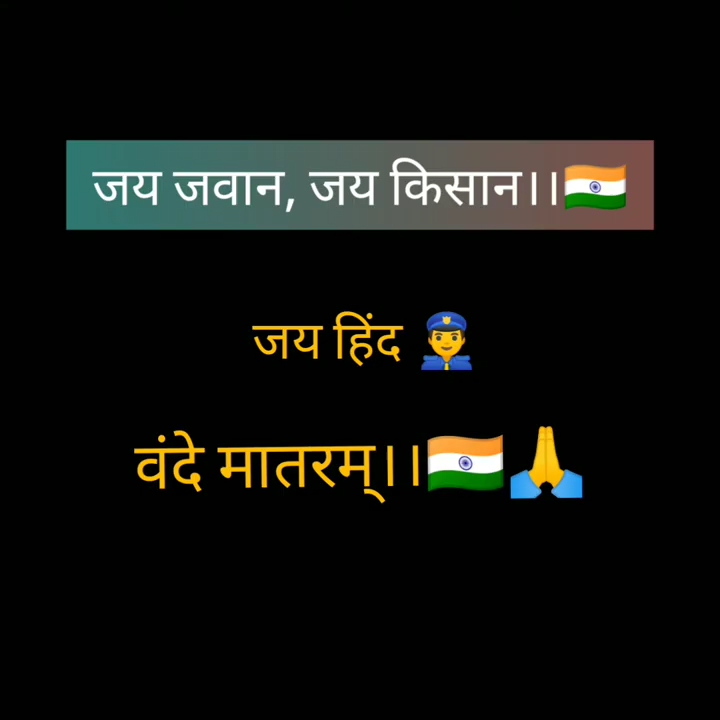 जय जवान, जय किसान।।🇮🇳
जय हिंद 👮
वंदे मातरम्।।🇮🇳🙏